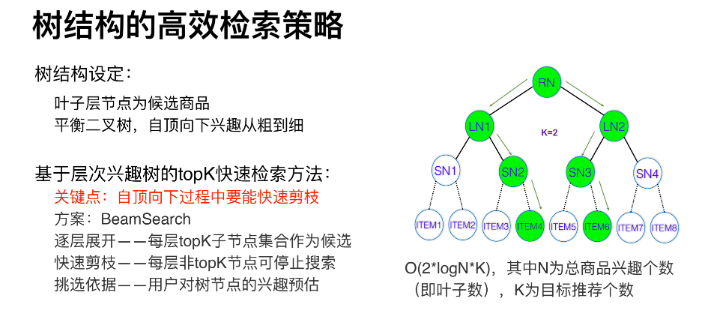 树结构的高效检索策略
树结构设定：
叶子层节点为候选商品
平衡二叉树，自顶向下兴趣从粗到细
基于层次兴趣树的topK快速检索方法：
关键点：自顶向下过程中要能快速剪枝
方案：BeamSearch
逐层展开——每层topK子节点集合作为候选
快速剪枝——每层非topK节点可停止搜索
挑选依据——用户对树节点的兴趣预估
RN
LN1 K=2 LN2
SN1 SN2 SN3 SN4
ITEM1 ITEM2 ITEM3 ITEM4 ITEM5 ITEM6 ITEM7 ITEM8
O(2*logN*K)，其中N为总商品兴趣个数
（即叶子数），K为目标推荐个数